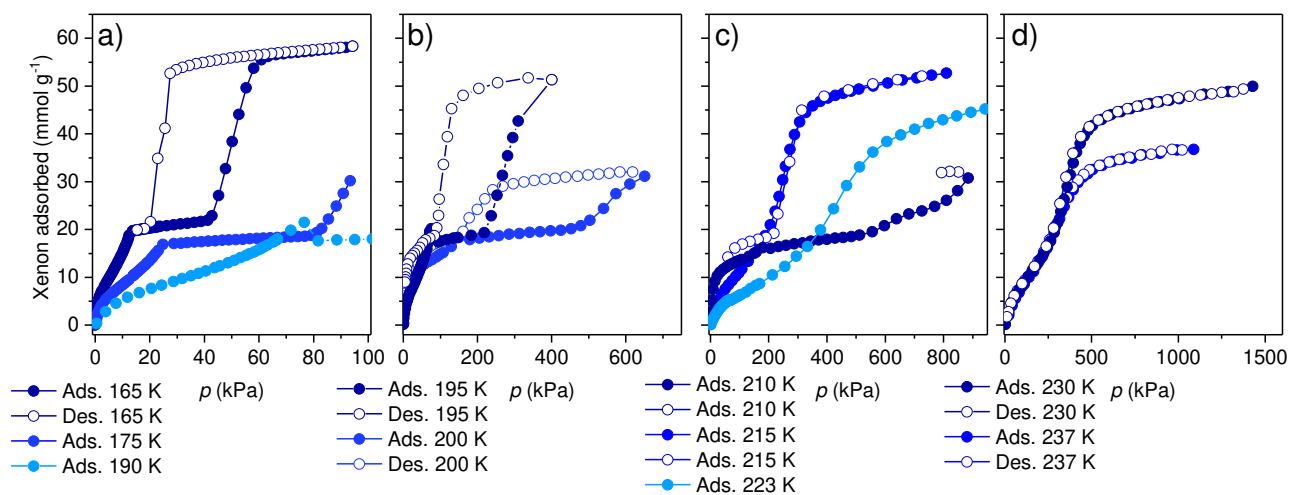 a)
b)
c)
d)
Xenon adsorbed (mmol g⁻¹)
60
50
40
30
20
10
0
0 20 40 60 80 100
0 200 400 600
0 200 400 600 800
0 500 1000 1500
p (kPa)
p (kPa)
p (kPa)
p (kPa)
Ads. 165 K
Des. 165 K
Ads. 175 K
Ads. 190 K
Ads. 195 K
Des. 195 K
Ads. 200 K
Des. 200 K
Ads. 210 K
Ads. 210 K
Ads. 215 K
Ads. 215 K
Ads. 223 K
Ads. 230 K
Des. 230 K
Ads. 237 K
Des. 237 K